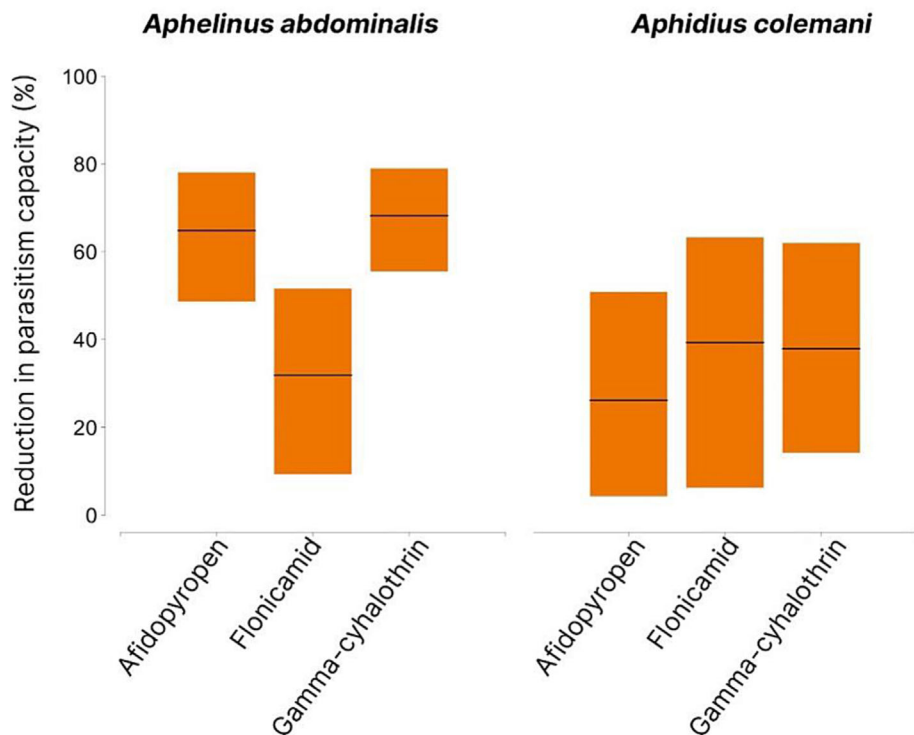 Aphelinus abdominalis
Aphidius colemani
Reduction in parasitism capacity (%)
100
80
60
40
20
0
Afidopyropen
Flonicamid
Gamma-cyhalothrin
Afidopyropen
Flonicamid
Gamma-cyhalothrin